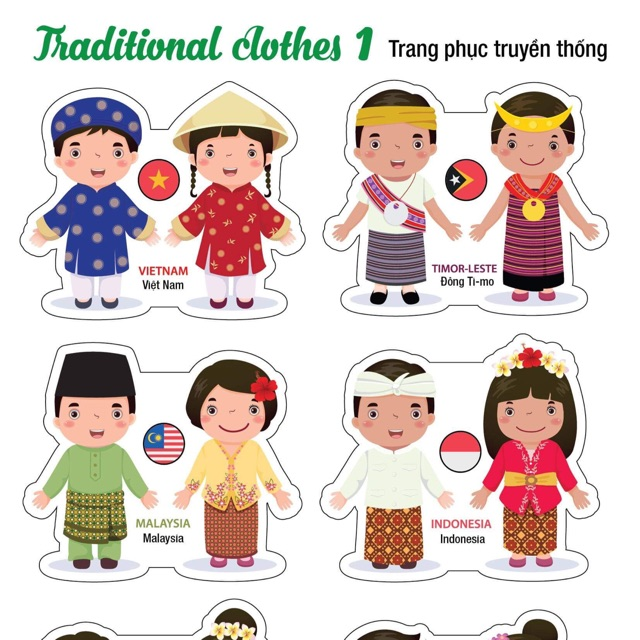 Traditional clothes 1 Trang phục truyền thống
VIETNAM
Việt Nam
TIMOR-LESTE
Đông Ti-mo
MALAYSIA
Malaysia
INDONESIA
Indonesia